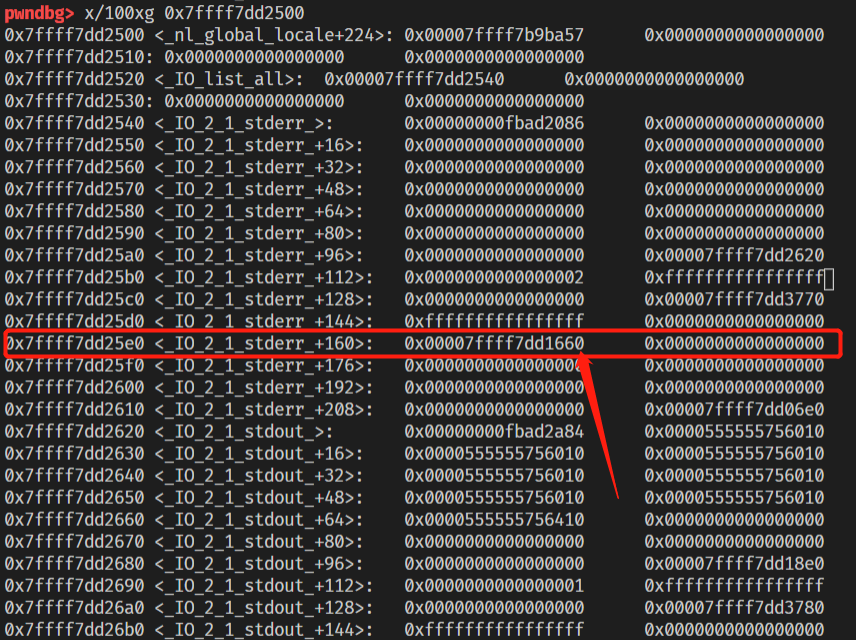 pwndbg> x/100xg 0x7ffff7dd2500
0x7ffff7dd2500 <_nl_global_locale+224>: 0x00007ffff7b9ba57 0x0000000000000000
0x7ffff7dd2510: 0x0000000000000000 0x0000000000000000
0x7ffff7dd2520 <_IO_list_all>: 0x00007ffff7dd2540 0x0000000000000000
0x7ffff7dd2530: 0x0000000000000000 0x0000000000000000
0x7ffff7dd2540 <_IO_2_1_stderr_>: 0x00000000fbad2086 0x0000000000000000
0x7ffff7dd2550 <_IO_2_1_stderr_+16>: 0x0000000000000000 0x0000000000000000
0x7ffff7dd2560 <_IO_2_1_stderr_+32>: 0x0000000000000000 0x0000000000000000
0x7ffff7dd2570 <_IO_2_1_stderr_+48>: 0x0000000000000000 0x0000000000000000
0x7ffff7dd2580 <_IO_2_1_stderr_+64>: 0x0000000000000000 0x0000000000000000
0x7ffff7dd2590 <_IO_2_1_stderr_+80>: 0x0000000000000000 0x0000000000000000
0x7ffff7dd25a0 <_IO_2_1_stderr_+96>: 0x0000000000000000 0x00007ffff7dd2620
0x7ffff7dd25b0 <_IO_2_1_stderr_+112>: 0x0000000000000002 0xffffffffffffffff
0x7ffff7dd25c0 <_IO_2_1_stderr_+128>: 0x0000000000000000 0x00007ffff7dd3770
0x7ffff7dd25d0 <_IO_2_1_stderr_+144>: 0xffffffffffffffff 0x0000000000000000
0x7ffff7dd25e0 <_IO_2_1_stderr_+160>: 0x00007ffff7dd1660 0x0000000000000000
0x7ffff7dd25f0 <_IO_2_1_stderr_+176>: 0x0000000000000000 0x0000000000000000
0x7ffff7dd2600 <_IO_2_1_stderr_+192>: 0x0000000000000000 0x0000000000000000
0x7ffff7dd2610 <_IO_2_1_stderr_+208>: 0x0000000000000000 0x00007ffff7dd06e0
0x7ffff7dd2620 <_IO_2_1_stdout_>: 0x00000000fbad2a84 0x0000555555756010
0x7ffff7dd2630 <_IO_2_1_stdout_+16>: 0x0000555555756010 0x0000555555756010
0x7ffff7dd2640 <_IO_2_1_stdout_+32>: 0x0000555555756010 0x0000555555756010
0x7ffff7dd2650 <_IO_2_1_stdout_+48>: 0x0000555555756010 0x0000555555756010
0x7ffff7dd2660 <_IO_2_1_stdout_+64>: 0x0000555555756410 0x0000000000000000
0x7ffff7dd2670 <_IO_2_1_stdout_+80>: 0x0000000000000000 0x0000000000000000
0x7ffff7dd2680 <_IO_2_1_stdout_+96>: 0x0000000000000000 0x00007ffff7dd18e0
0x7ffff7dd2690 <_IO_2_1_stdout_+112>: 0x0000000000000001 0xffffffffffffffff
0x7ffff7dd26a0 <_IO_2_1_stdout_+128>: 0x0000000000000000 0x00007ffff7dd3780
0x7ffff7dd26b0 <_IO_2_1_stdout_+144>: 0xffffffffffffffff 0x0000000000000000